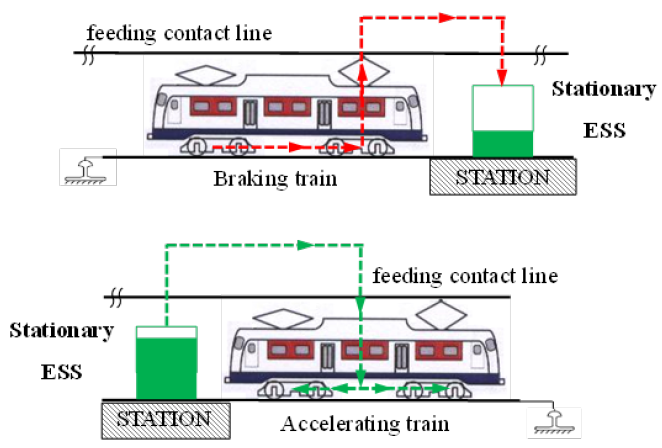 feeding contact line
Stationary
ESS
Braking train
STATION
feeding contact line
Stationary
ESS
STATION
Accelerating train